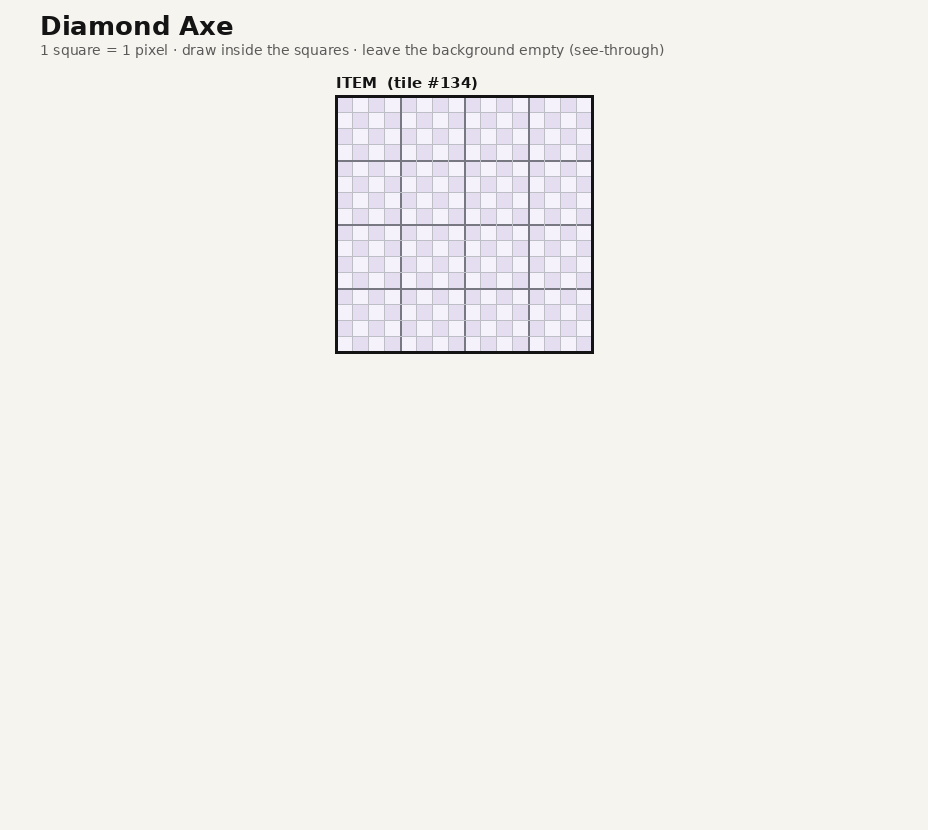 Diamond Axe
1 square = 1 pixel · draw inside the squares · leave the background empty (see-through)
ITEM (tile #134)